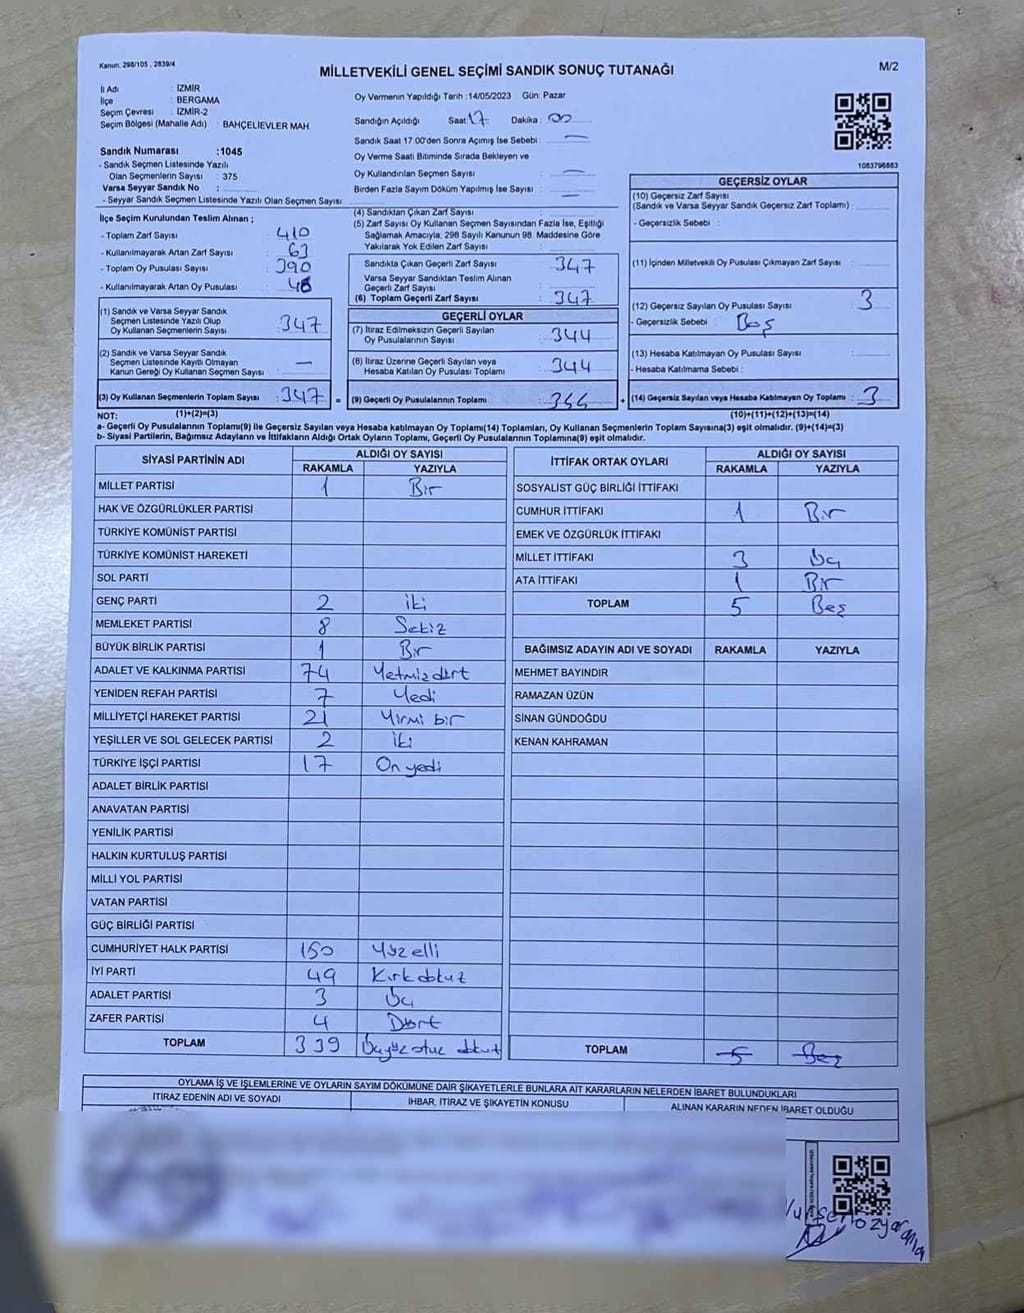 Kanun: 298/105 , 2839/4
MİLLETVEKİLİ GENEL SEÇİMİ SANDIK SONUÇ TUTANAĞI
M/2
İl Adı : İZMİR
İlçe : BERGAMA
Seçim Çevresi : İZMİR-2
Seçim Bölgesi (Mahalle Adı) : BAHÇELİEVLER MAH.
Oy Vermenin Yapıldığı Tarih :14/05/2023 Gün: Pazar
Sandığın Açıldığı Saat 17 Dakika : 00
Sandık Saat 17:00'den Sonra Açımış İse Sebebi : —
Oy Verme Saati Bitiminde Sırada Bekleyen ve
Oy Kullandırılan Seçmen Sayısı : —
Birden Fazla Sayım Döküm Yapılmış İse Sayısı : —
1083796863
Sandık Numarası :1045
- Sandık Seçmen Listesinde Yazılı
Olan Seçmenlerin Sayısı : 375
Varsa Seyyar Sandık No :
- Seyyar Sandık Seçmen Listesinde Yazılı Olan Seçmen Sayısı :
İlçe Seçim Kurulundan Teslim Alınan ;
- Toplam Zarf Sayısı : 410
- Kullanılmayarak Artan Zarf Sayısı : 63
- Toplam Oy Pusulası Sayısı : 390
- Kullanılmayarak Artan Oy Pusulası :
(1) Sandık ve Varsa Seyyar Sandık
Seçmen Listesinde Yazılı Olup
Oy Kullanan Seçmenlerin Sayısı : 347
(2) Sandık ve Varsa Seyyar Sandık
Seçmen Listesinde Kayıtlı Olmayan
Kanun Gereği Oy Kullanan Seçmen Sayısı : —
(3) Oy Kullanan Seçmenlerin Toplam Sayısı : 347 =
(1)+(2)=(3)
(4) Sandıktan Çıkan Zarf Sayısı :
(5) Zarf Sayısı Oy Kullanan Seçmen Sayısından Fazla İse, Eşitliği
Sağlamak Amacıyla, 298 Sayılı Kanunun 98. Maddesine Göre
Yakılarak Yok Edilen Zarf Sayısı :
Sandıkta Çıkan Geçerli Zarf Sayısı : 347
Varsa Seyyar Sandıktan Teslim Alınan
Geçerli Zarf Sayısı :
(6) Toplam Geçerli Zarf Sayısı : 347
GEÇERLİ OYLAR
(7) İtiraz Edilmeksizin Geçerli Sayılan
Oy Pusulalarının Sayısı : 344
(8) İtiraz Üzerine Geçerli Sayılan veya
Hesaba Katılan Oy Pusulası Toplamı : 344
(9) Geçerli Oy Pusulalarının Toplamı : 344 +
GEÇERSİZ OYLAR
(10) Geçersiz Zarf Sayısı
(Sandık ve Varsa Seyyar Sandık Geçersiz Zarf Toplamı) :
- Geçersizlik Sebebi :
(11) İçinden Milletvekili Oy Pusulası Çıkmayan Zarf Sayısı :
(12) Geçersiz Sayılan Oy Pusulası Sayısı : 3
- Geçersizlik Sebebi : Boş
(13) Hesaba Katılmayan Oy Pusulası Sayısı :
- Hesaba Katılmama Sebebi :
(14) Geçersiz Sayılan veya Hesaba Katılmayan Oy Toplamı : 3
(10)+(11)+(12)+(13)=(14)
NOT:
a- Geçerli Oy Pusulalarının Toplamı(9) ile Geçersiz Sayılan veya Hesaba katılmayan Oy Toplamı(14) Toplamları, Oy Kullanan Seçmenlerin Toplam Sayısına(3) eşit olmalıdır. (9)+(14)=(3)
b- Siyasi Partilerin, Bağımsız Adayların ve İttifakların Aldığı Ortak Oyların Toplamı, Geçerli Oy Pusulalarının Toplamına(9) eşit olmalıdır.
SİYASİ PARTİNİN ADI ALDIĞI OY SAYISI
RAKAMLA YAZIYLA
MİLLET PARTİSİ 1 Bir
HAK VE ÖZGÜRLÜKLER PARTİSİ
TÜRKİYE KOMÜNİST PARTİSİ
TÜRKİYE KOMÜNİST HAREKETİ
SOL PARTİ
GENÇ PARTİ 2 İki
MEMLEKET PARTİSİ 8 Sekiz
BÜYÜK BİRLİK PARTİSİ 1 Bir
ADALET VE KALKINMA PARTİSİ 74 Yetmişdört
YENİDEN REFAH PARTİSİ 7 Yedi
MİLLİYETÇİ HAREKET PARTİSİ 21 Yirmi bir
YEŞİLLER VE SOL GELECEK PARTİSİ 2 İki
TÜRKİYE İŞÇİ PARTİSİ 17 On yedi
ADALET BİRLİK PARTİSİ
ANAVATAN PARTİSİ
YENİLİK PARTİSİ
HALKIN KURTULUŞ PARTİSİ
MİLLİ YOL PARTİSİ
VATAN PARTİSİ
GÜÇ BİRLİĞİ PARTİSİ
CUMHURİYET HALK PARTİSİ 150 Yüzelli
İYİ PARTİ 49 Kırkdokuz
ADALET PARTİSİ 3 Üç
ZAFER PARTİSİ 4 Dört
TOPLAM 339 Üçyüz otuz dokuz
İTTİFAK ORTAK OYLARI ALDIĞI OY SAYISI
RAKAMLA YAZIYLA
SOSYALİST GÜÇ BİRLİĞİ İTTİFAKI
CUMHUR İTTİFAKI 1 Bir
EMEK VE ÖZGÜRLÜK İTTİFAKI
MİLLET İTTİFAKI 3 Üç
ATA İTTİFAKI 1 Bir
TOPLAM 5 Beş
BAĞIMSIZ ADAYIN ADI VE SOYADI RAKAMLA YAZIYLA
MEHMET BAYINDIR
RAMAZAN ÜZÜN
SİNAN GÜNDOĞDU
KENAN KAHRAMAN
TOPLAM 5 Beş
OYLAMA İŞ VE İŞLEMLERİNE VE OYLARIN SAYIM DÖKÜMÜNE DAİR ŞİKAYETLERLE BUNLARA AİT KARARLARIN NELERDEN İBARET BULUNDUKLARI
İTİRAZ EDENİN ADI VE SOYADI İHBAR, İTİRAZ VE ŞİKAYETİN KONUSU ALINAN KARARIN NEDEN İBARET OLDUĞU